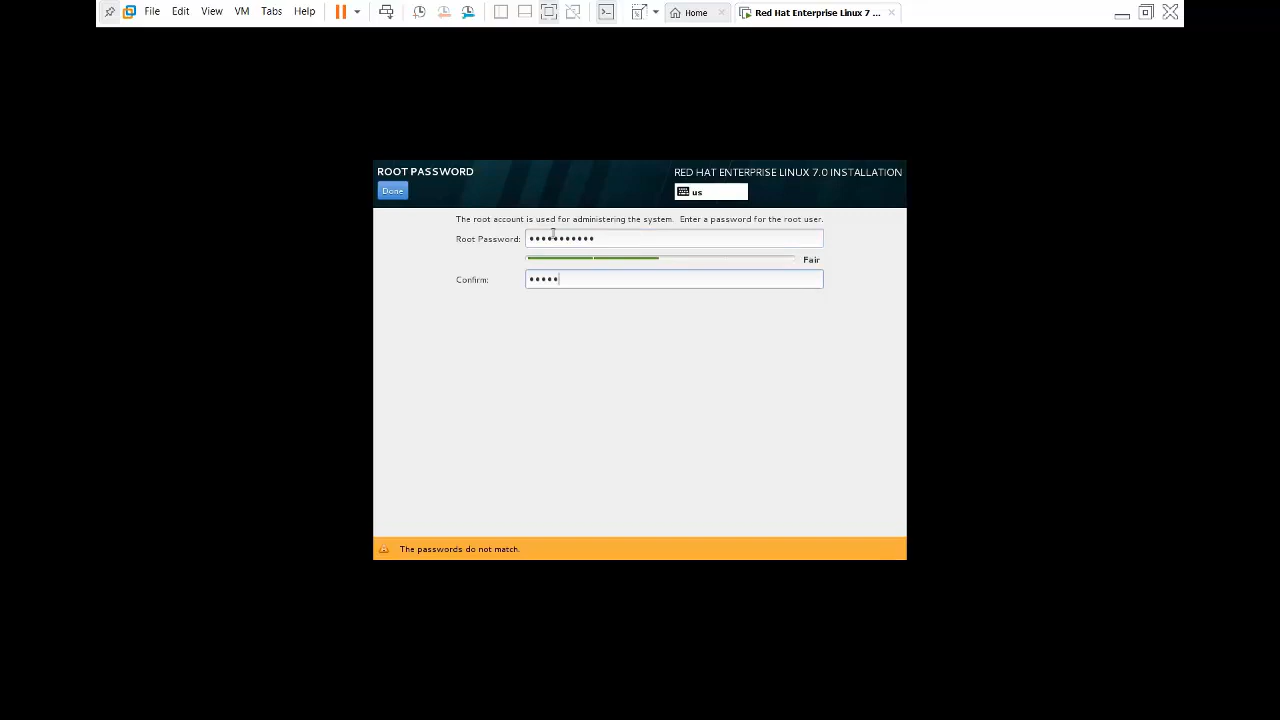 File Edit View VM Tabs Help Home Red Hat Enterprise Linux 7 ...
ROOT PASSWORD RED HAT ENTERPRISE LINUX 7.0 INSTALLATION
Done us
The root account is used for administering the system. Enter a password for the root user.
Root Password: •••••••••••
Fair
Confirm: •••••
The passwords do not match.